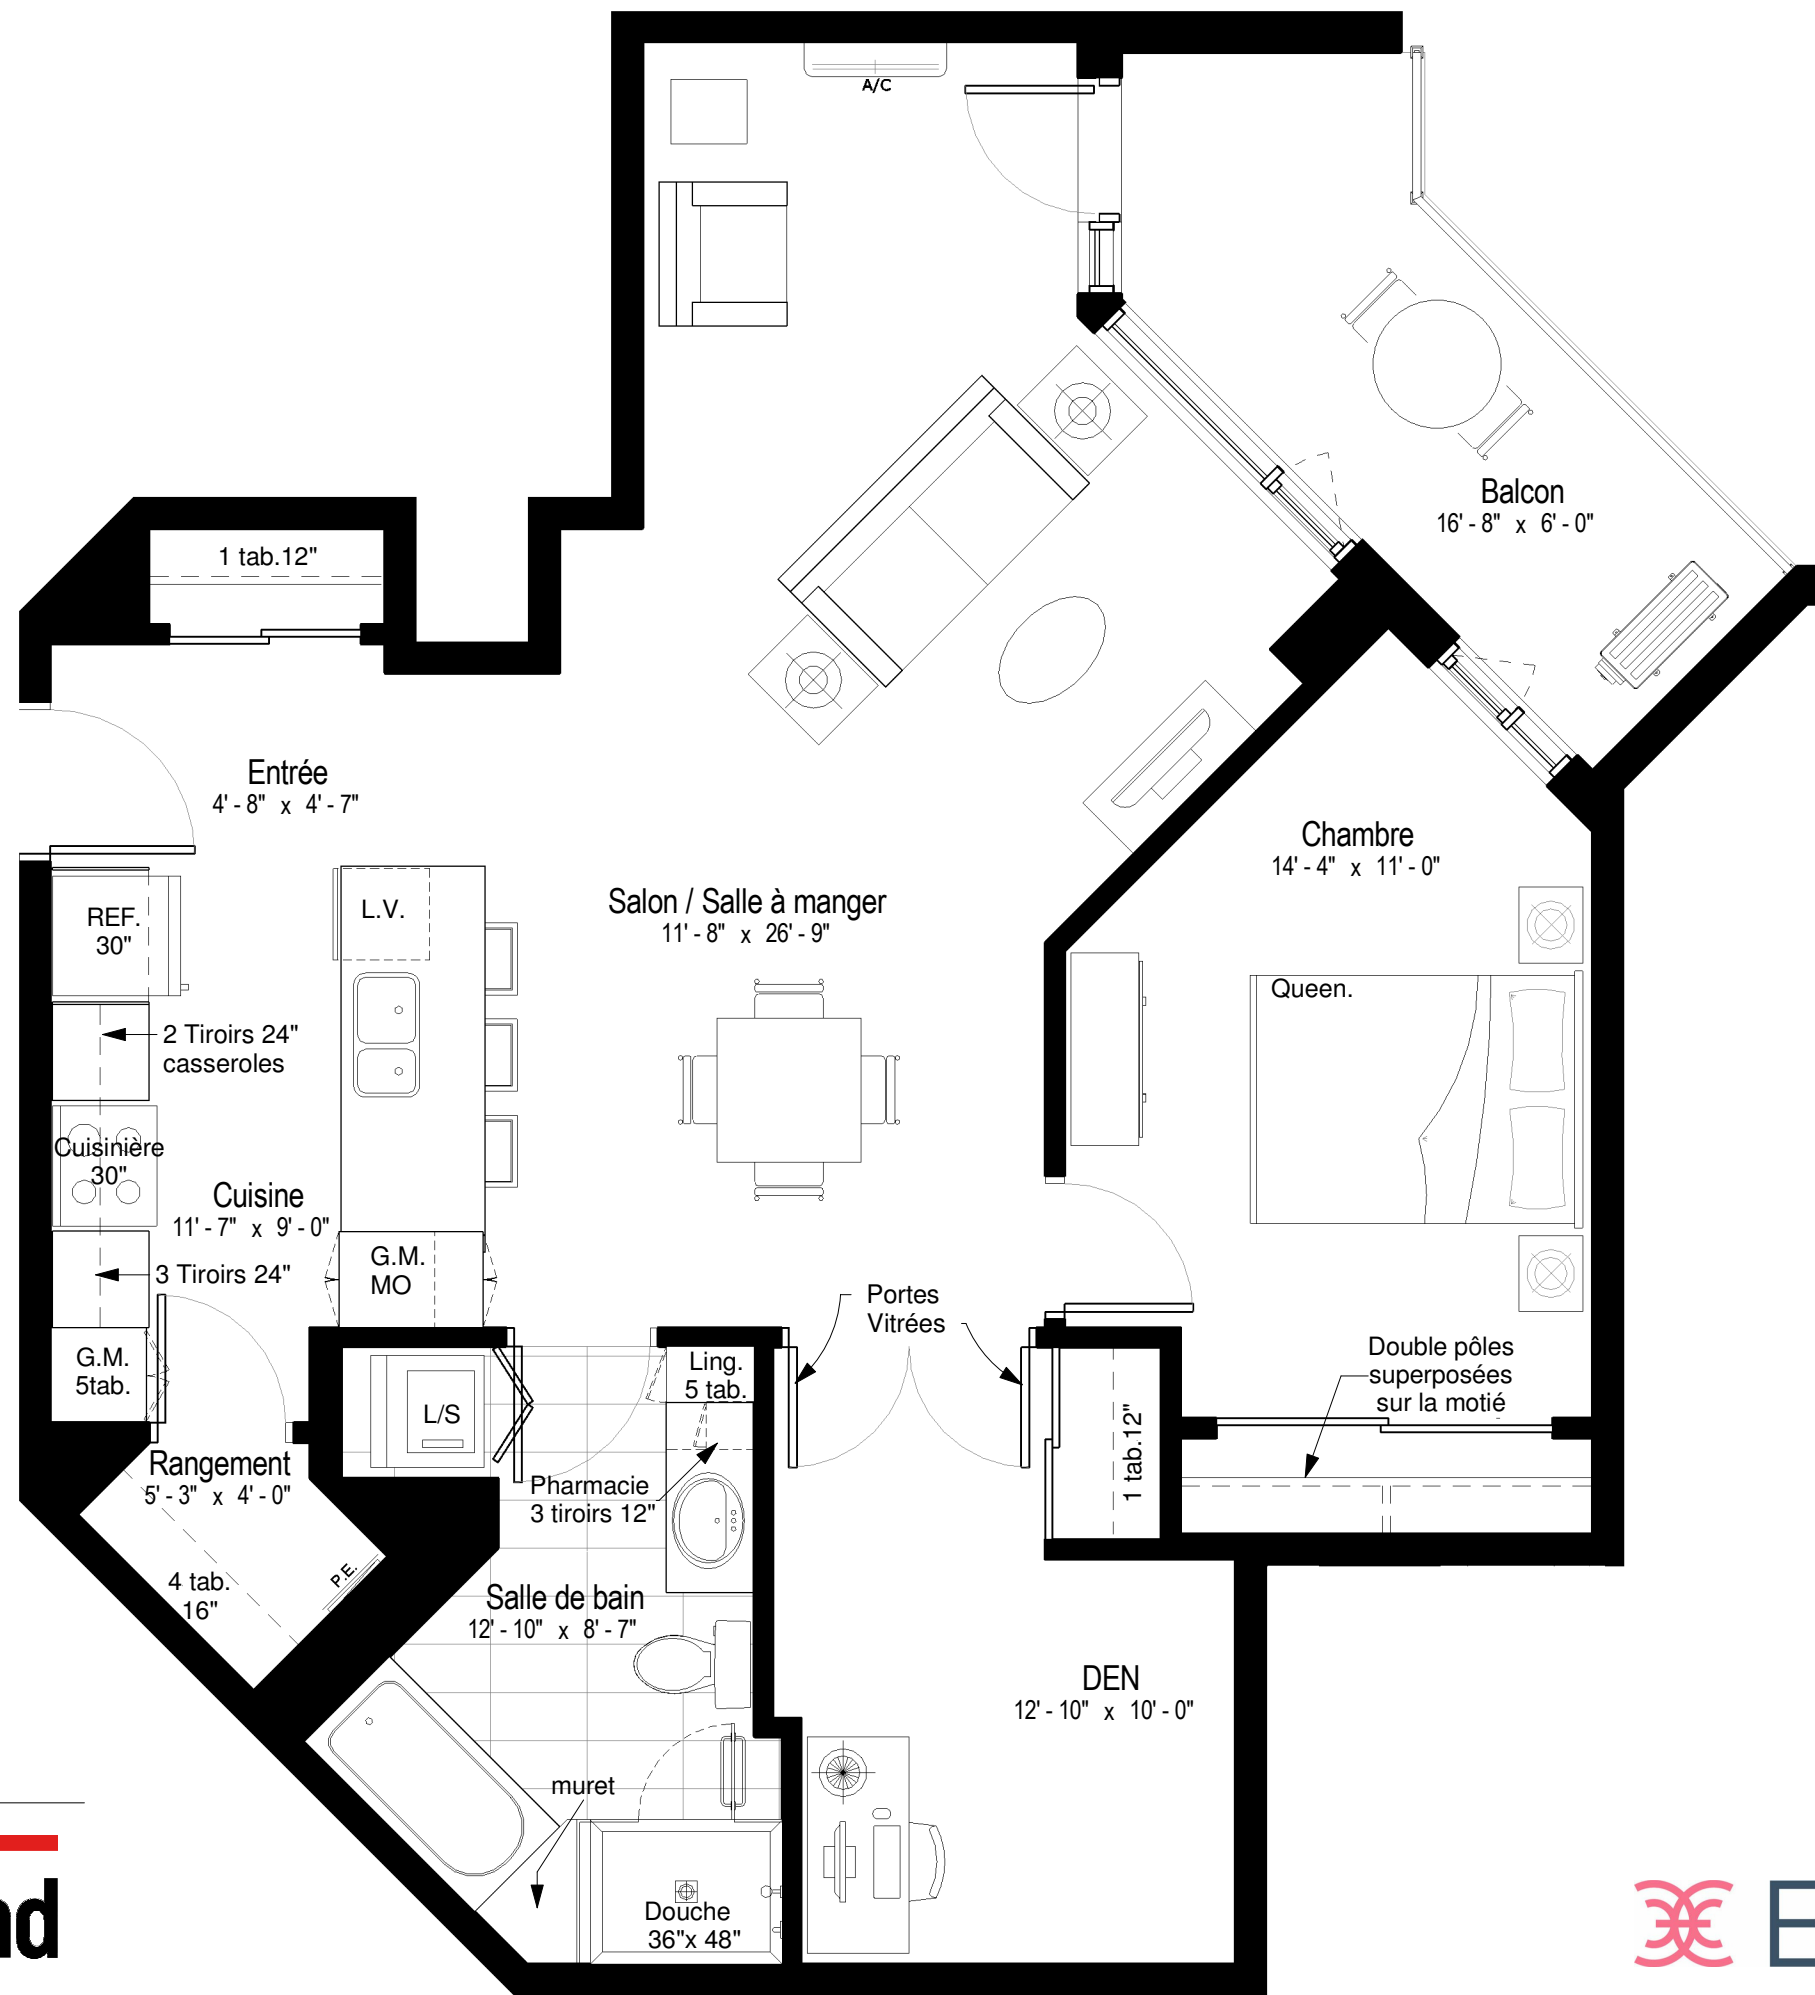 A/C
Balcon
16' - 8" x 6' - 0"
1 tab.12"
Entrée
4' - 8" x 4' - 7"
Chambre
14' - 4" x 11' - 0"
Salon / Salle à manger
11' - 8" x 26' - 9"
REF.
30"
L.V.
Queen.
2 Tiroirs 24"
casseroles
Cuisinière
30"
Cuisine
11' - 7" x 9' - 0"
3 Tiroirs 24"
G.M.
MO
Portes
Vitrées
G.M.
5tab.
Ling.
5 tab.
L/S
Double pôles
superposées
sur la motié
1 tab.12"
Rangement
5' - 3" x 4' - 0"
Pharmacie
3 tiroirs 12"
4 tab.
16"
P.E.
Salle de bain
12' - 10" x 8' - 7"
DEN
12' - 10" x 10' - 0"
muret
Douche
36"x 48"
nd
E